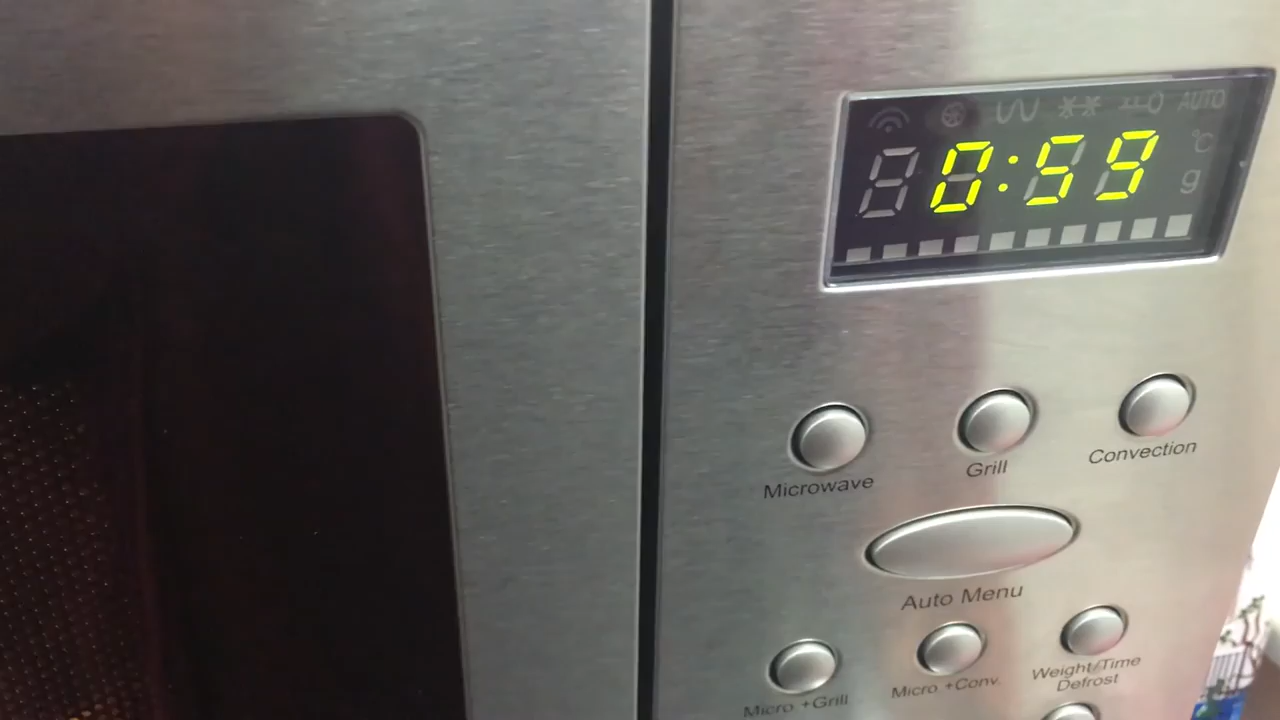 AUTO
0:59
°C
g
Microwave
Grill
Convection
Auto Menu
Micro +Grill
Micro +Conv.
Weight/Time
Defrost